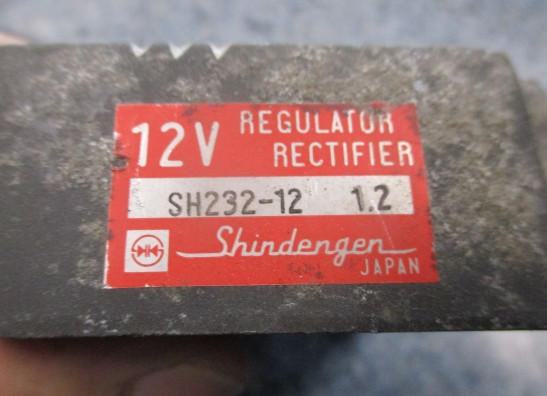 12V REGULATOR
RECTIFIER
SH232-12 1.2
Shindengen
JAPAN